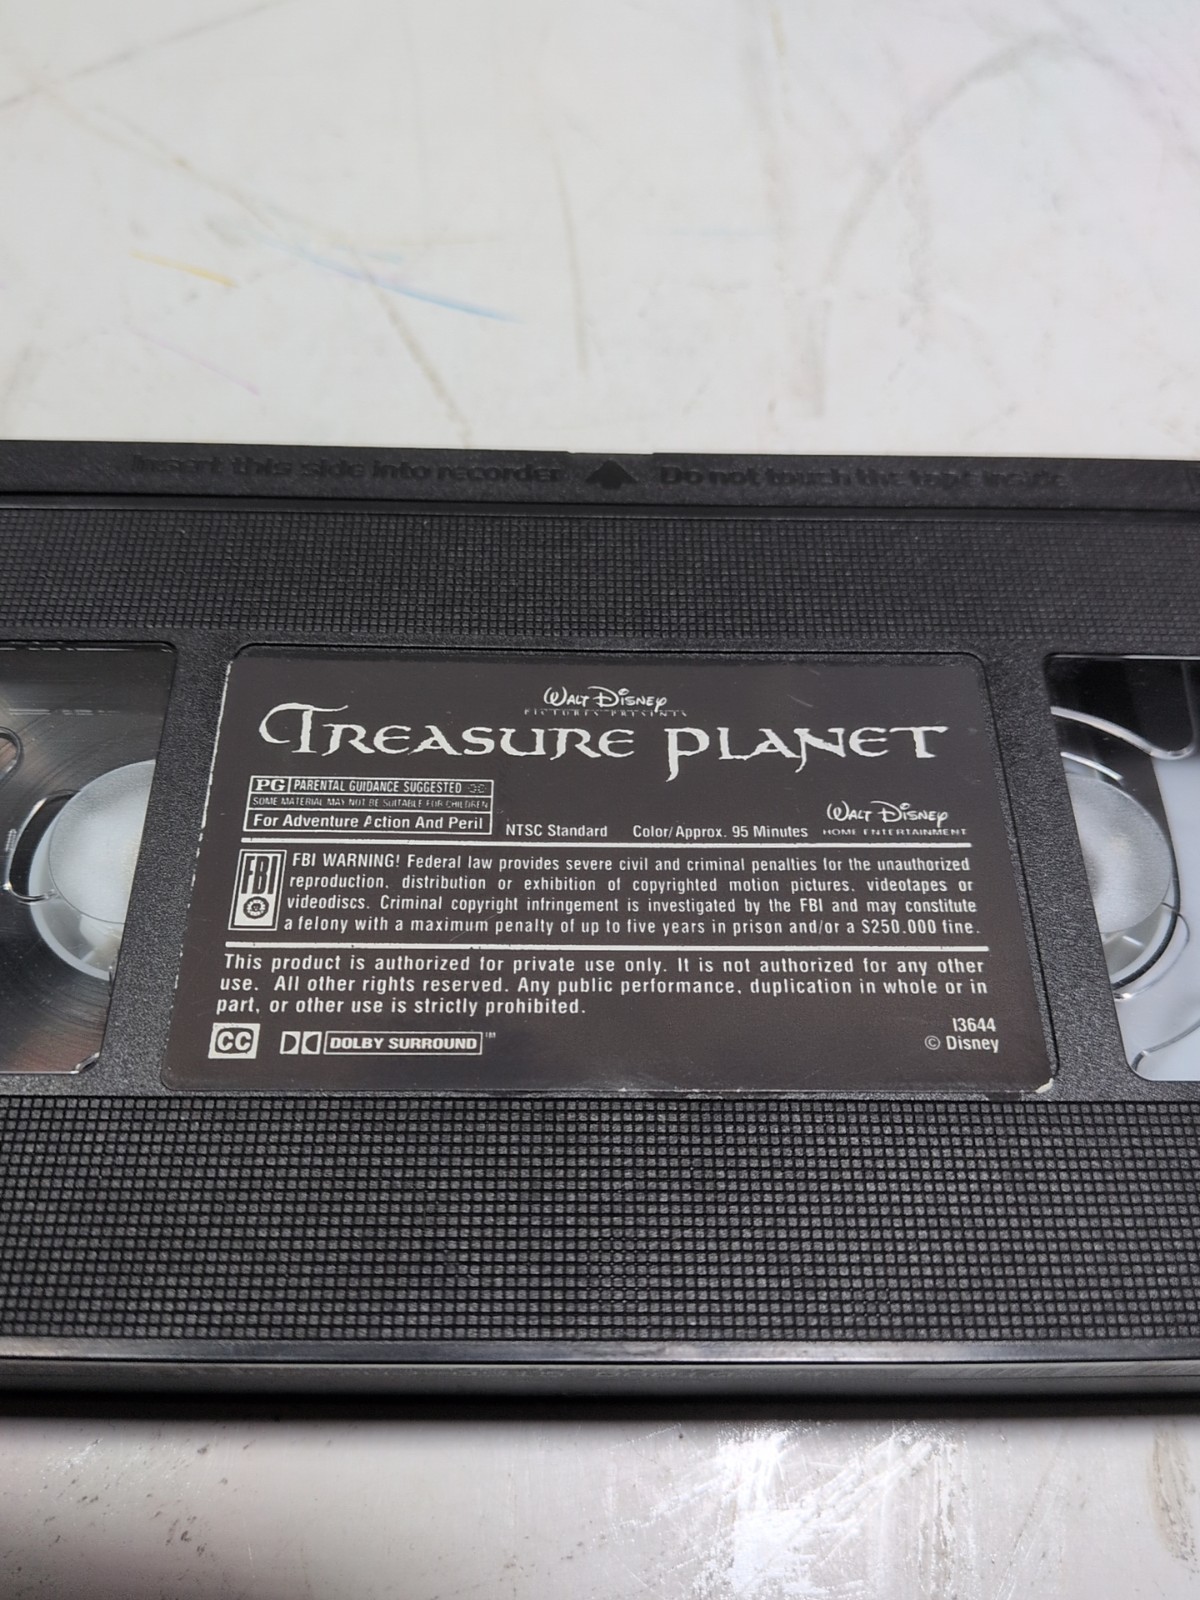 Insert this side into recorder Do not touch the tape inside
WALT DISNEY
PICTURES PRESENTS
TREASURE PLANET
PG PARENTAL GUIDANCE SUGGESTED
SOME MATERIAL MAY NOT BE SUITABLE FOR CHILDREN
For Adventure Action And Peril
NTSC Standard Color/Approx. 95 Minutes
WALT DISNEY
HOME ENTERTAINMENT
FBI
FBI WARNING! Federal law provides severe civil and criminal penalties for the unauthorized
reproduction, distribution or exhibition of copyrighted motion pictures, videotapes or
videodiscs. Criminal copyright infringement is investigated by the FBI and may constitute
a felony with a maximum penalty of up to five years in prison and/or a $250.000 fine.
This product is authorized for private use only. It is not authorized for any other
use. All other rights reserved. Any public performance, duplication in whole or in
part, or other use is strictly prohibited.
CC DOLBY SURROUND™
13644
© Disney